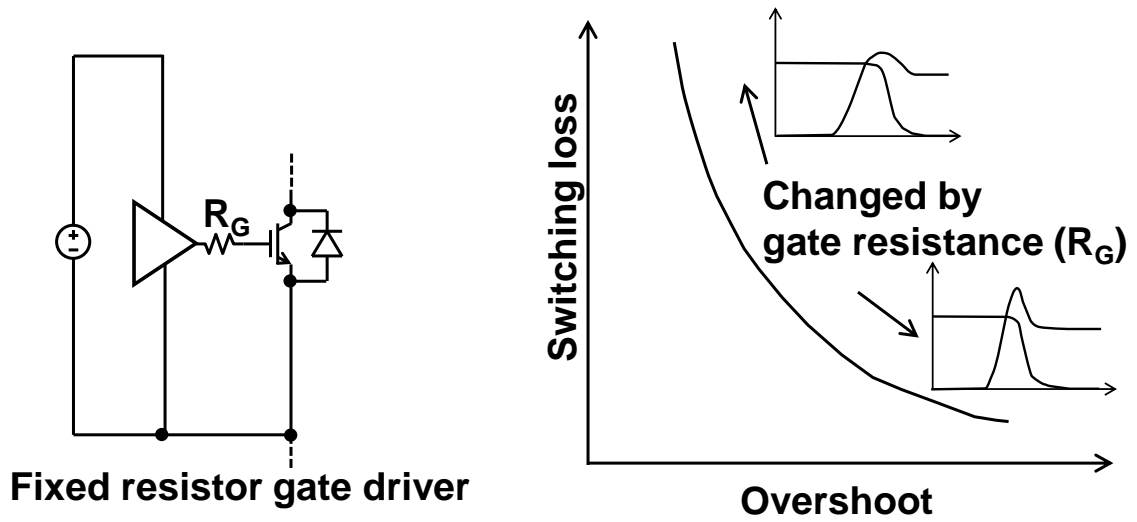 R_G
+
-
Fixed resistor gate driver
Switching loss
Changed by
gate resistance (R_G)
Overshoot